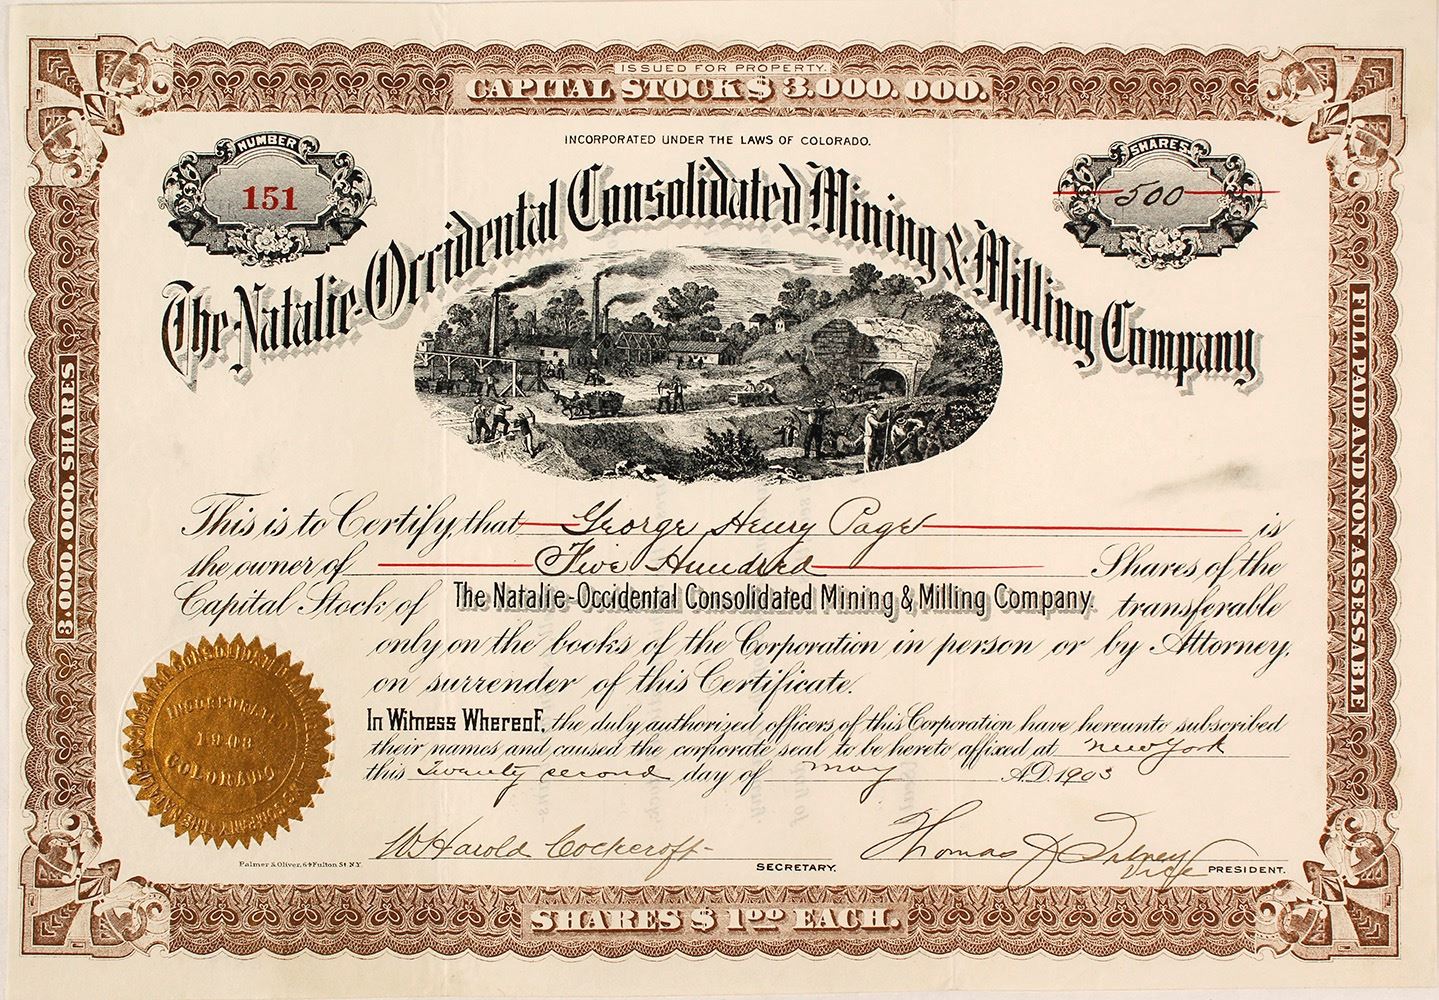 ISSUED FOR PROPERTY.
CAPITAL STOCK $ 3.000.000.
INCORPORATED UNDER THE LAWS OF COLORADO.
NUMBER
151
SHARES
500
The Natalie-Occidental Consolidated Mining & Milling Company
3.000.000. SHARES
FULL PAID AND NON-ASSESSABLE
This is to Certify, that George Henry Page is
the owner of Five Hundred Shares of the
Capital Stock of The Natalie-Occidental Consolidated Mining & Milling Company. transferable
only on the books of the Corporation in person or by Attorney,
on surrender of this Certificate.
In Witness Whereof, the duly authorized officers of this Corporation have hereunto subscribed
their names and caused the corporate seal to be hereto affixed at New York
this Twenty second day of May A.D. 1903
INCORPORATED
1903
COLORADO
W Harold Cockcroft
SECRETARY.
Thomas J
Vice PRESIDENT.
Palmer & Oliver, 64 Fulton St. N.Y.
SHARES $ 1.00 EACH.